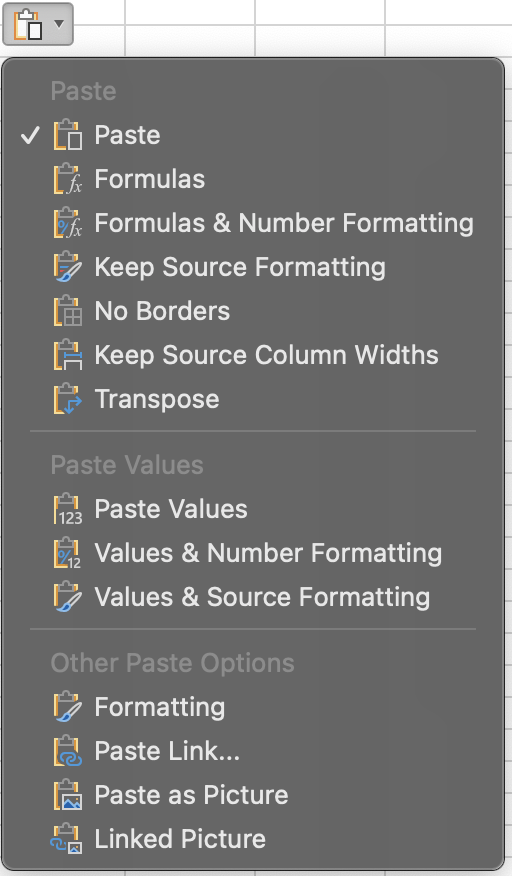 Paste
Paste
Formulas
Formulas & Number Formatting
Keep Source Formatting
No Borders
Keep Source Column Widths
Transpose
Paste Values
Paste Values
Values & Number Formatting
Values & Source Formatting
Other Paste Options
Formatting
Paste Link...
Paste as Picture
Linked Picture